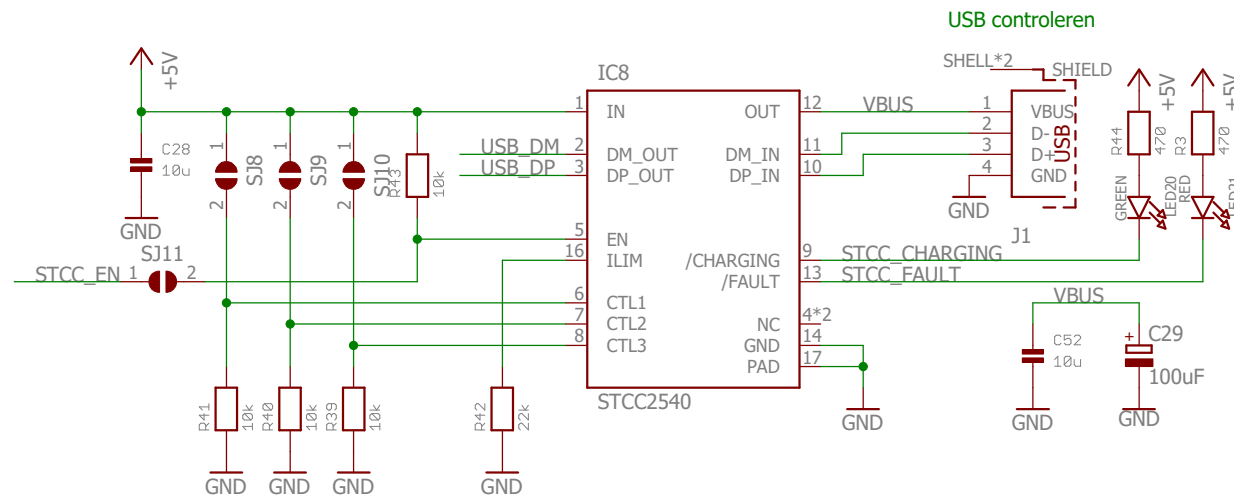 USB controleren
+5V
IC8
SHELL*2
SHIELD
+5V
+5V
1
IN
OUT
12
VBUS
1
VBUS
2
D-
3
D+
4
GND
USB
GND
J1
C28
10u
GND
1
SJ8
2
1
SJ9
2
1
SJ10
2
R43
10k
USB_DM
2
DM_OUT
DM_IN
11
USB_DP
3
DP_OUT
DP_IN
10
R44
470
R3
470
GREEN
LED20
RED
LED21
5
EN
16
ILIM
/CHARGING
9
STCC_CHARGING
/FAULT
13
STCC_FAULT
SJ11
STCC_EN
1
2
6
CTL1
7
CTL2
8
CTL3
NC
4*2
GND
14
PAD
17
STCC2540
GND
VBUS
C52
10u
GND
+
C29
100uF
GND
R41
10k
GND
R40
10k
GND
R39
10k
GND
R42
22k
GND